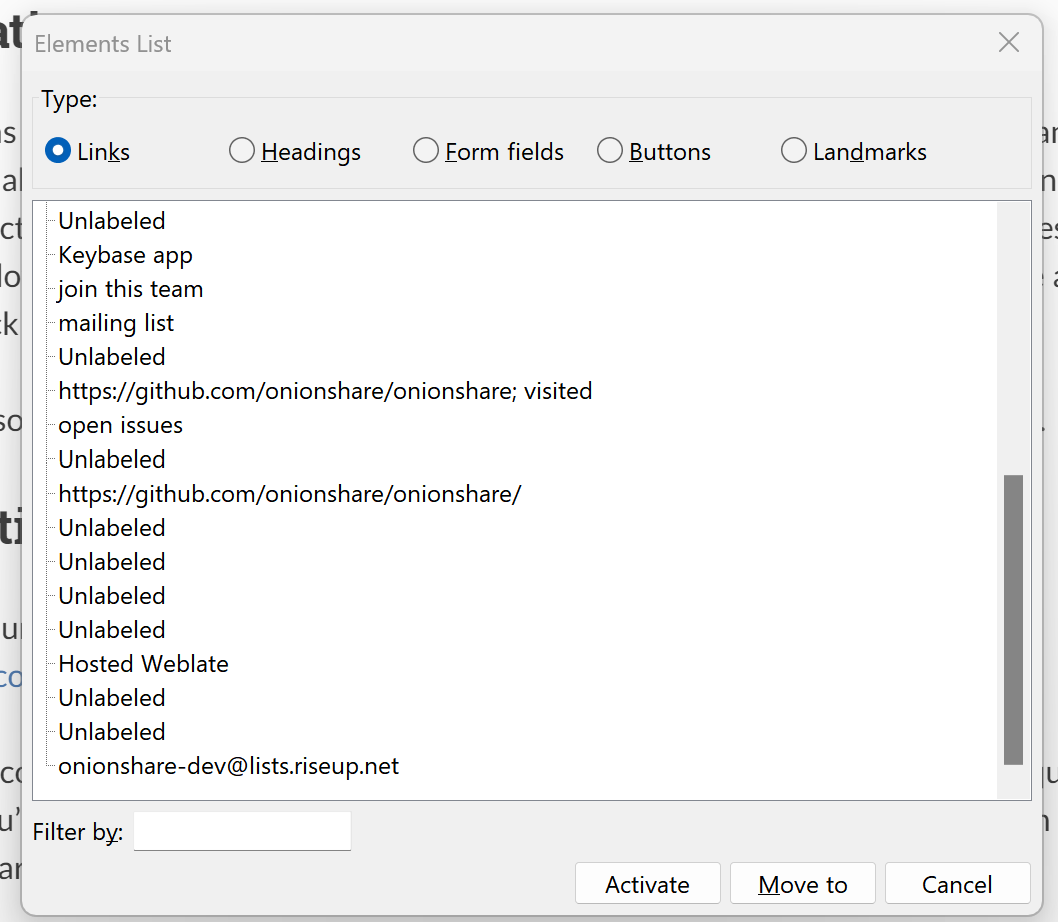 Elements List
Type:
Links Headings Form fields Buttons Landmarks
Unlabeled
Keybase app
join this team
mailing list
Unlabeled
https://github.com/onionshare/onionshare; visited
open issues
Unlabeled
https://github.com/onionshare/onionshare/
Unlabeled
Unlabeled
Unlabeled
Unlabeled
Hosted Weblate
Unlabeled
Unlabeled
onionshare-dev@lists.riseup.net
Filter by:
Activate Move to Cancel